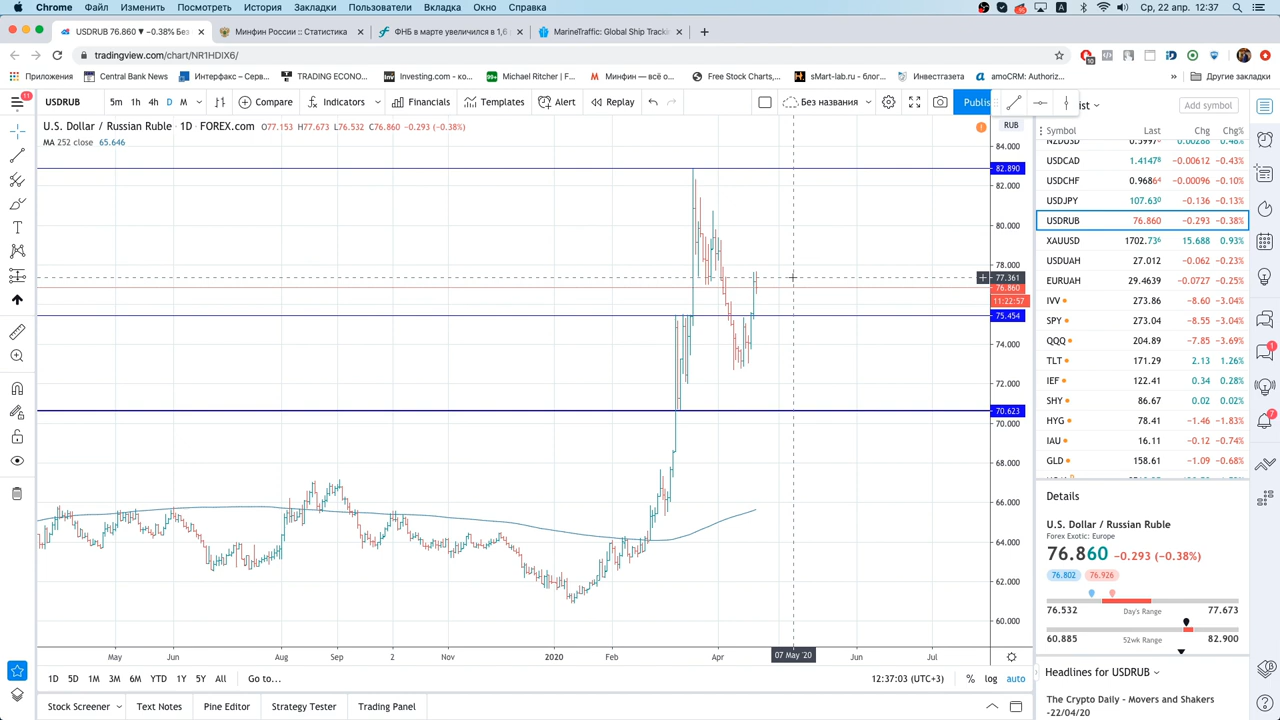 Chrome Файл Изменить Посмотреть История Закладки Пользователи Вкладка Окно Справка Ср, 22 апр. 12:37
USDRUB 76.860 ▼ −0.38% Без Минфин России :: Статистика ФНБ в марте увеличился в 1,6 MarineTraffic: Global Ship Trackin
tradingview.com/chart/NR1HDIX6/
Приложения Central Bank News Интерфакс – Серв... TRADING ECONO... Investing.com - ко... Michael Ritcher | F... Минфин — всё о... Free Stock Charts,... sMart-lab.ru - блог... Инвестгазета amoCRM: Authoriz... » Другие закладки
11 USDRUB 5m 1h 4h D M Compare Indicators Financials Templates Alert Replay Без названия Publis ist Add symbol
U.S. Dollar / Russian Ruble · 1D FOREX.com O77.153 H77.673 L76.532 C76.860 −0.293 (−0.38%)
MA 252 close 65.646
RUB
84.000
82.890
82.000
80.000
78.000
77.361
76.860
11:22:57
75.454
74.000
72.000
70.623
70.000
68.000
66.000
64.000
62.000
60.000
May Jun Aug Sep 2 Nov 2020 Feb Apr 07 May '20 Jun Jul
1D 5D 1M 3M 6M YTD 1Y 5Y All Go to... 12:37:03 (UTC+3) % log auto
Stock Screener Text Notes Pine Editor Strategy Tester Trading Panel
Symbol Last Chg Chg%
NZDUSD 0.5997 0.00288 0.48%
USDCAD 1.41478 −0.00612 −0.43%
USDCHF 0.96864 −0.00096 −0.10%
USDJPY 107.630 −0.136 −0.13%
USDRUB 76.860 −0.293 −0.38%
XAUUSD 1702.736 15.688 0.93%
USDUAH 27.012 −0.062 −0.23%
EURUAH 29.4639 −0.0727 −0.25%
IVV 273.86 −8.60 −3.04%
SPY 273.04 −8.55 −3.04%
QQQ 204.89 −7.85 −3.69%
TLT 171.29 2.13 1.26%
IEF 122.41 0.34 0.28%
SHY 86.67 0.02 0.02%
HYG 78.41 −1.46 −1.83%
IAU 16.11 −0.12 −0.74%
GLD 158.61 −1.09 −0.68%
Details
U.S. Dollar / Russian Ruble
Forex Exotic: Europe
76.860 −0.293 (−0.38%)
76.802 76.926
76.532 Day's Range 77.673
60.885 52wk Range 82.900
Headlines for USDRUB
The Crypto Daily - Movers and Shakers
-22/04/20
1
7